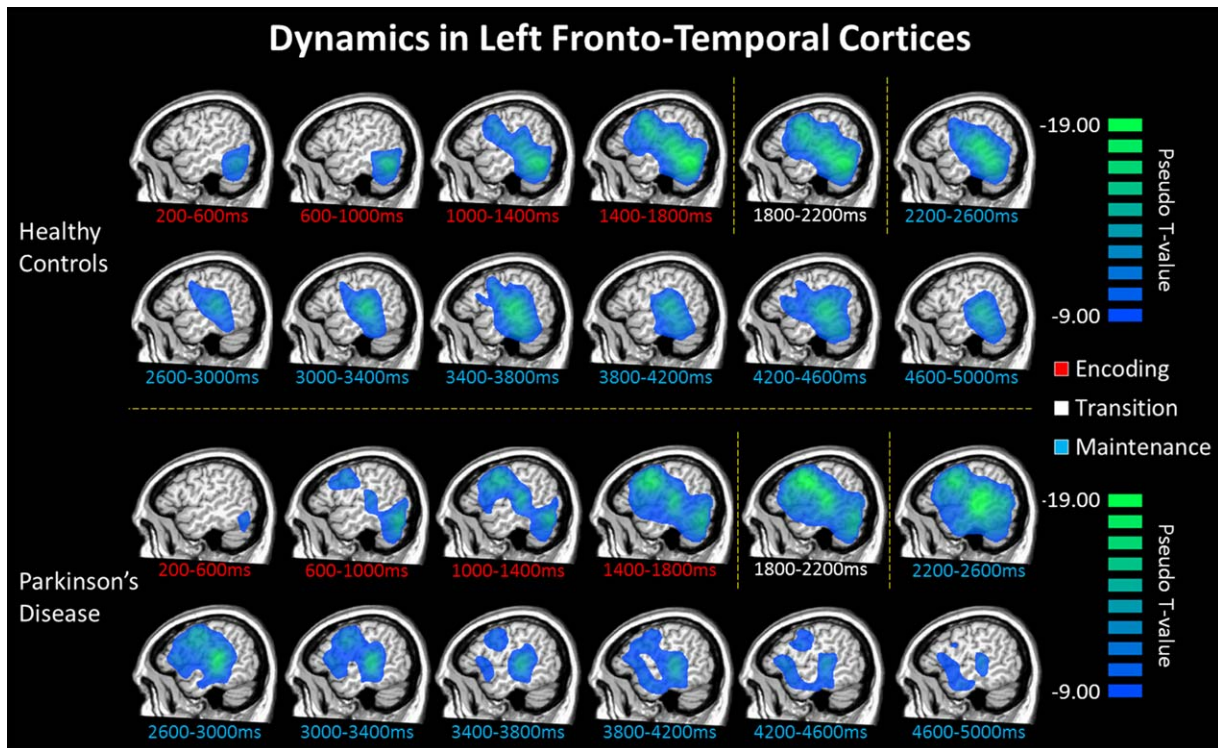 Dynamics in Left Fronto-Temporal Cortices
200-600ms
600-1000ms
1000-1400ms
1400-1800ms
1800-2200ms
2200-2600ms
Healthy
Controls
2600-3000ms
3000-3400ms
3400-3800ms
3800-4200ms
4200-4600ms
4600-5000ms
-19.00
Pseudo T-value
-9.00
Encoding
Transition
Maintenance
200-600ms
600-1000ms
1000-1400ms
1400-1800ms
1800-2200ms
2200-2600ms
Parkinson's
Disease
2600-3000ms
3000-3400ms
3400-3800ms
3800-4200ms
4200-4600ms
4600-5000ms
-19.00
Pseudo T-value
-9.00